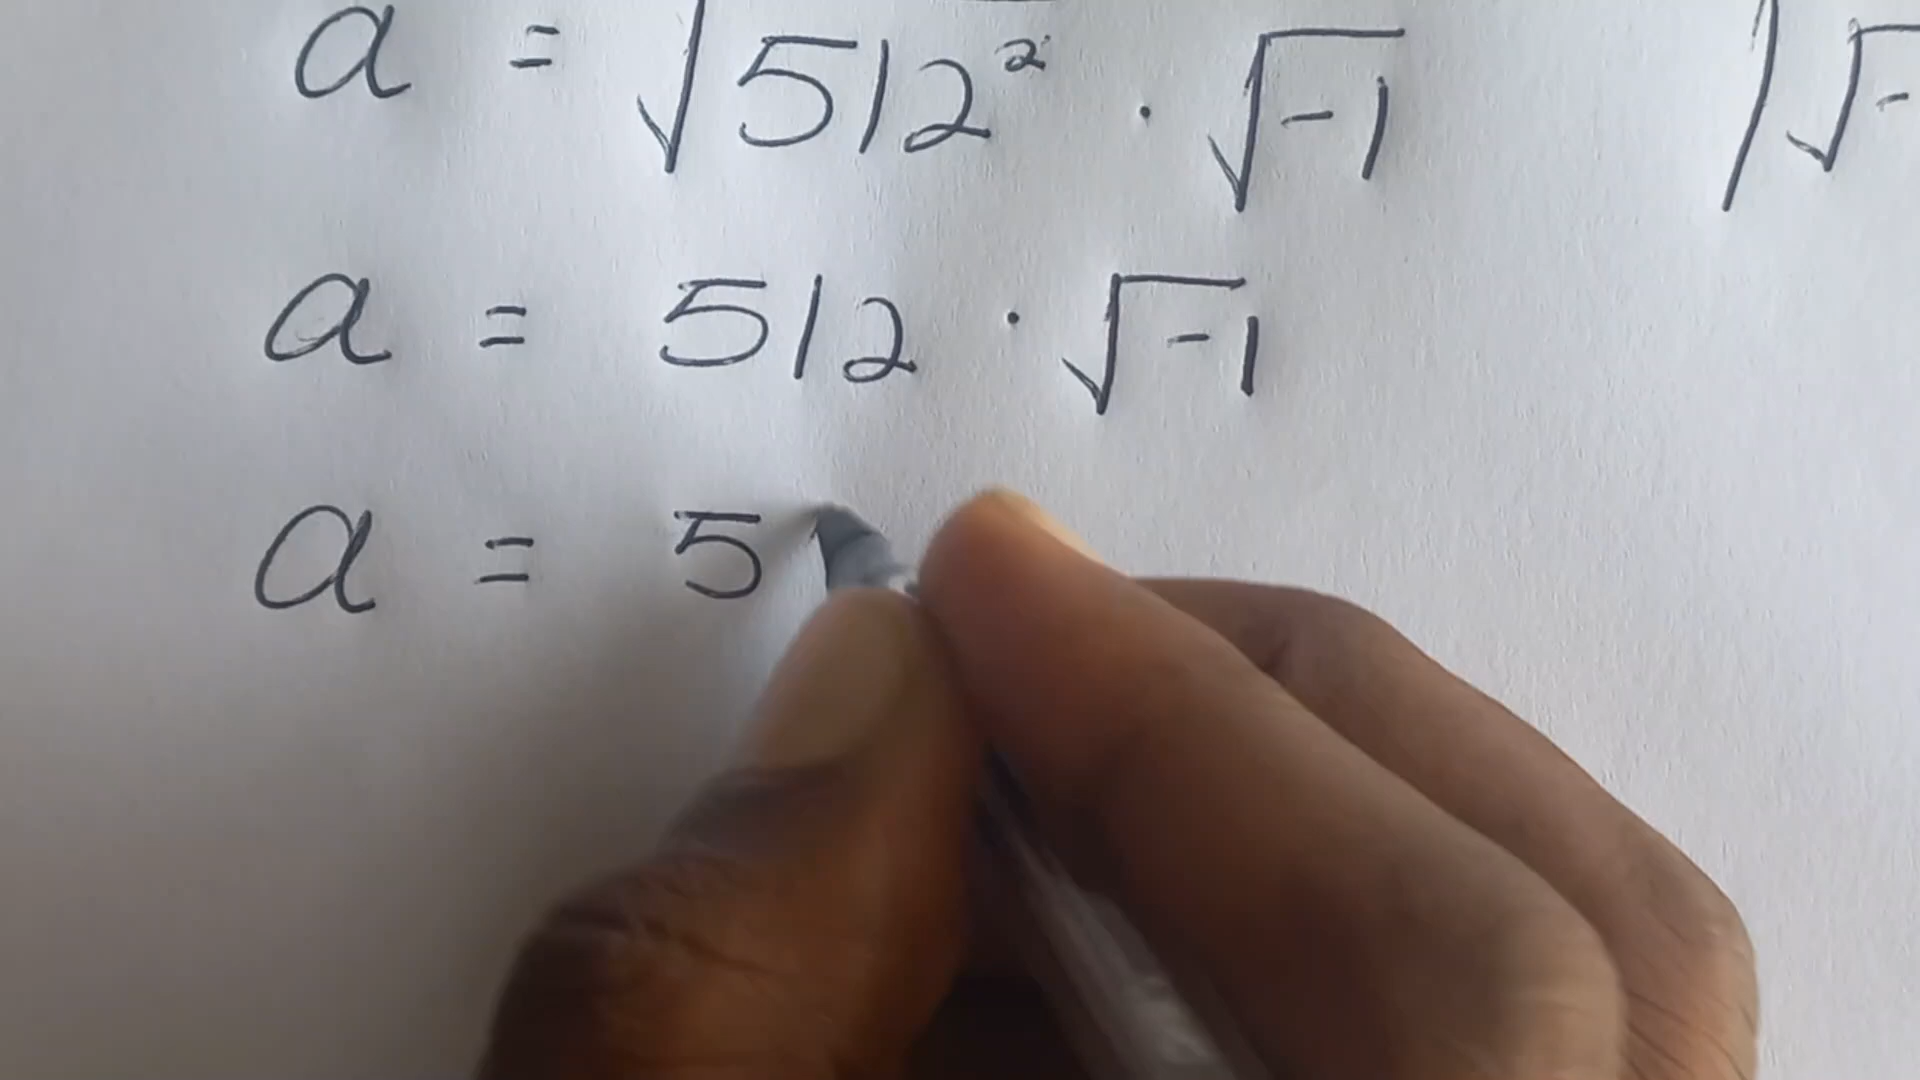 a = √512² · √-1 | √-
a = 512 · √-1
a = 5